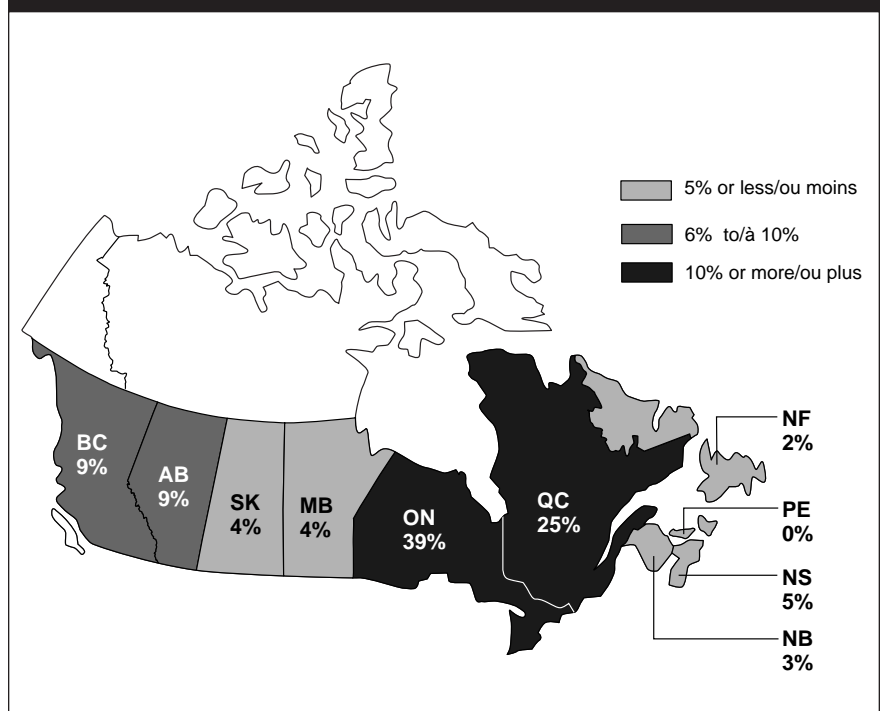 5% or less/ou moins
6% to/à 10%
10% or more/ou plus
BC
9%
AB
9%
SK
4%
MB
4%
ON
39%
QC
25%
NF
2%
PE
0%
NS
5%
NB
3%